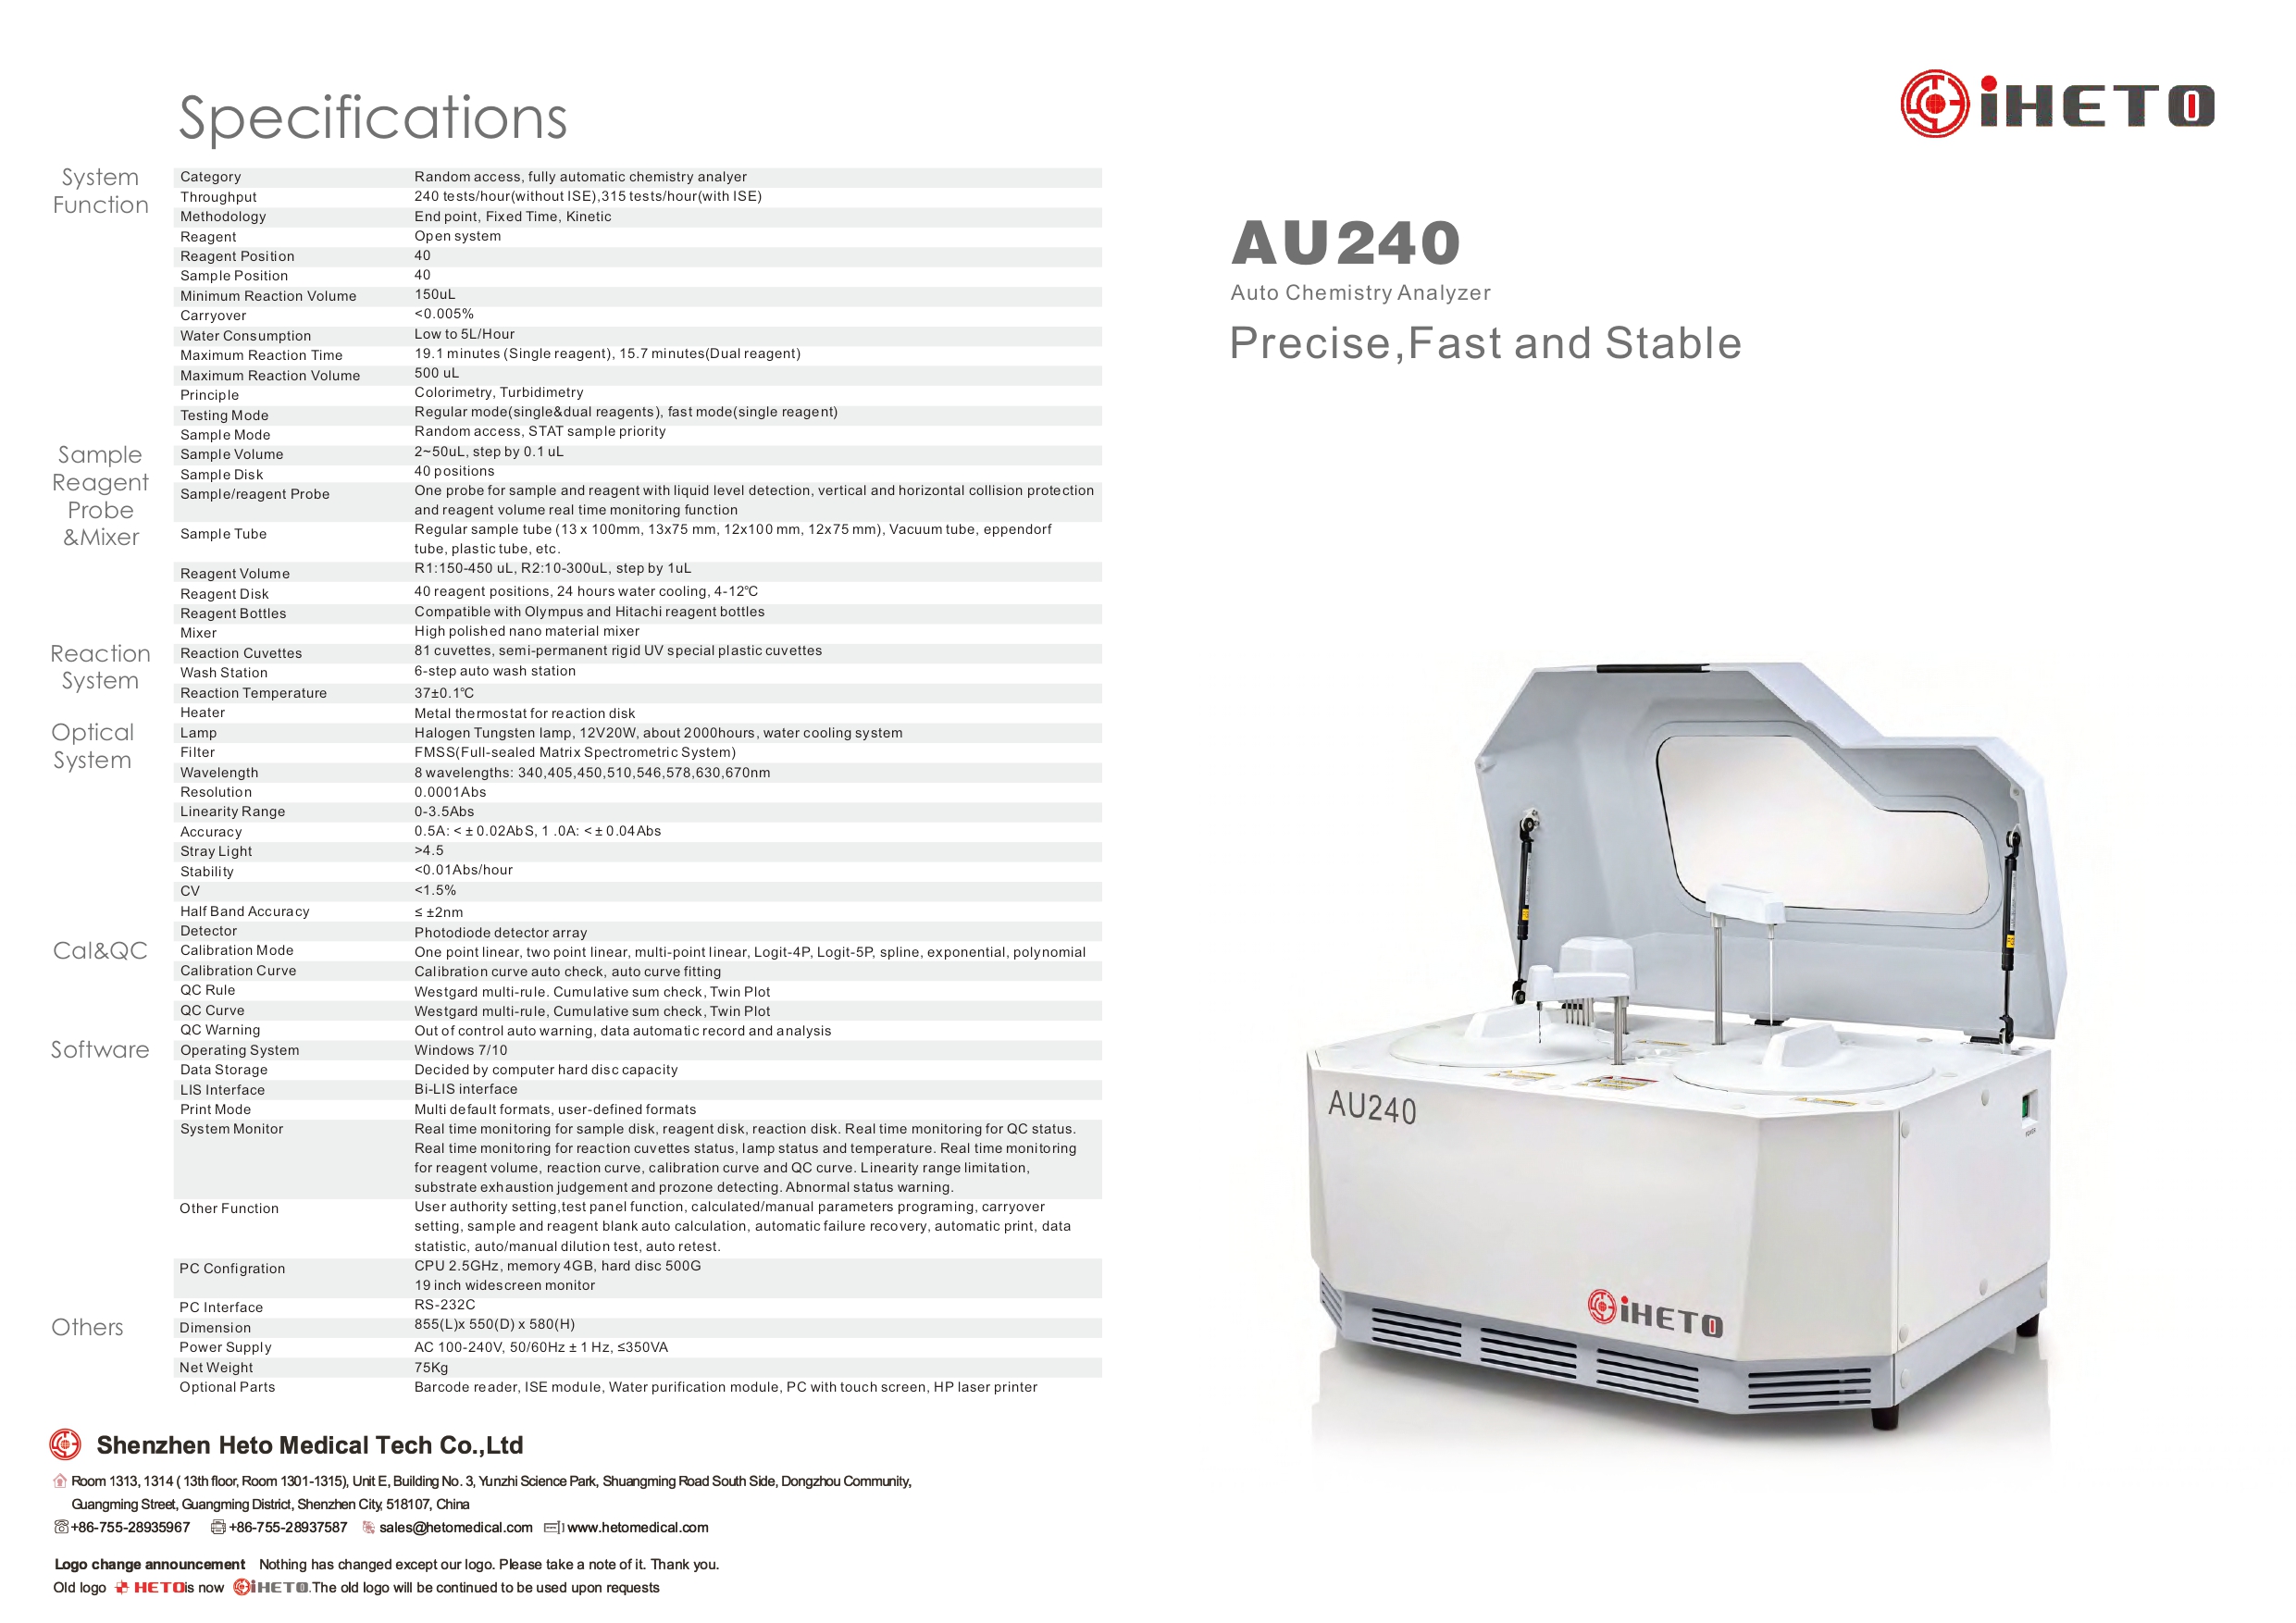 Specifications
System
Function
Category Random access, fully automatic chemistry analyer
Throughput 240 tests/hour(without ISE),315 tests/hour(with ISE)
Methodology End point, Fixed Time, Kinetic
Reagent Open system
Reagent Position 40
Sample Position 40
Minimum Reaction Volume 150uL
Carryover <0.005%
Water Consumption Low to 5L/Hour
Maximum Reaction Time 19.1 minutes (Single reagent), 15.7 minutes(Dual reagent)
Maximum Reaction Volume 500 uL
Principle Colorimetry, Turbidimetry
Testing Mode Regular mode(single&dual reagents), fast mode(single reagent)
Sample Mode Random access, STAT sample priority
Sample
Reagent
Probe
&Mixer
Sample Volume 2~50uL, step by 0.1 uL
Sample Disk 40 positions
Sample/reagent Probe One probe for sample and reagent with liquid level detection, vertical and horizontal collision protection
and reagent volume real time monitoring function
Sample Tube Regular sample tube (13 x 100mm, 13x75 mm, 12x100 mm, 12x75 mm), Vacuum tube, eppendorf
tube, plastic tube, etc.
Reagent Volume R1:150-450 uL, R2:10-300uL, step by 1uL
Reagent Disk 40 reagent positions, 24 hours water cooling, 4-12℃
Reagent Bottles Compatible with Olympus and Hitachi reagent bottles
Mixer High polished nano material mixer
Reaction
System
Reaction Cuvettes 81 cuvettes, semi-permanent rigid UV special plastic cuvettes
Wash Station 6-step auto wash station
Reaction Temperature 37±0.1℃
Heater Metal thermostat for reaction disk
Optical
System
Lamp Halogen Tungsten lamp, 12V20W, about 2000hours, water cooling system
Filter FMSS(Full-sealed Matrix Spectrometric System)
Wavelength 8 wavelengths: 340,405,450,510,546,578,630,670nm
Resolution 0.0001Abs
Linearity Range 0-3.5Abs
Accuracy 0.5A: < ± 0.02AbS, 1 .0A: < ± 0.04Abs
Stray Light >4.5
Stability <0.01Abs/hour
CV <1.5%
Half Band Accuracy ≤ ±2nm
Detector Photodiode detector array
Cal&QC
Calibration Mode One point linear, two point linear, multi-point linear, Logit-4P, Logit-5P, spline, exponential, polynomial
Calibration Curve Calibration curve auto check, auto curve fitting
QC Rule Westgard multi-rule. Cumulative sum check, Twin Plot
QC Curve Westgard multi-rule, Cumulative sum check, Twin Plot
QC Warning Out of control auto warning, data automatic record and analysis
Software
Operating System Windows 7/10
Data Storage Decided by computer hard disc capacity
LIS Interface Bi-LIS interface
Print Mode Multi default formats, user-defined formats
System Monitor Real time monitoring for sample disk, reagent disk, reaction disk. Real time monitoring for QC status.
Real time monitoring for reaction cuvettes status, lamp status and temperature. Real time monitoring
for reagent volume, reaction curve, calibration curve and QC curve. Linearity range limitation,
substrate exhaustion judgement and prozone detecting. Abnormal status warning.
Other Function User authority setting,test panel function, calculated/manual parameters programing, carryover
setting, sample and reagent blank auto calculation, automatic failure recovery, automatic print, data
statistic, auto/manual dilution test, auto retest.
PC Configration CPU 2.5GHz, memory 4GB, hard disc 500G
19 inch widescreen monitor
PC Interface RS-232C
Others
Dimension 855(L)x 550(D) x 580(H)
Power Supply AC 100-240V, 50/60Hz ± 1 Hz, ≤350VA
Net Weight 75Kg
Optional Parts Barcode reader, ISE module, Water purification module, PC with touch screen, HP laser printer
Shenzhen Heto Medical Tech Co.,Ltd
Room 1313, 1314 ( 13th floor, Room 1301-1315), Unit E, Building No. 3, Yunzhi Science Park, Shuangming Road South Side, Dongzhou Community,
Guangming Street, Guangming District, Shenzhen City, 518107, China
+86-755-28935967 +86-755-28937587 sales@hetomedical.com www.hetomedical.com
Logo change announcement Nothing has changed except our logo. Please take a note of it. Thank you.
Old logo HETO is now iHETO.The old logo will be continued to be used upon requests
iHETO
AU240
Auto Chemistry Analyzer
Precise,Fast and Stable
AU240
POWER
iHETO